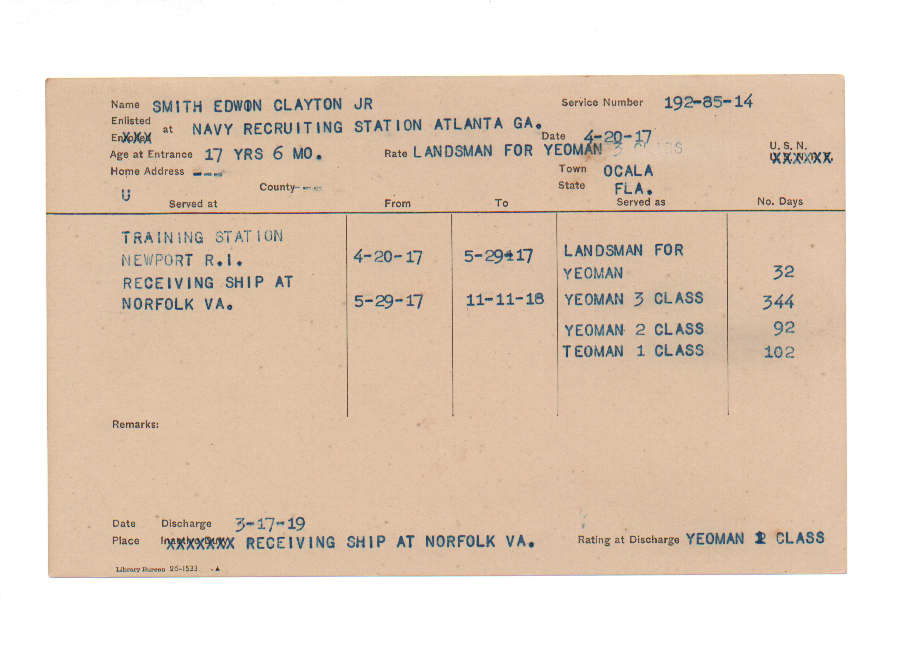 Name SMITH EDWON CLAYTON JR Service Number 192-85-14
Enlisted
Enrolled at NAVY RECRUITING STATION ATLANTA GA. Date 4-20-17
Age at Entrance 17 YRS 6 MO. Rate LANDSMAN FOR YEOMAN U. S. N.
Home Address --- Town OCALA
U County--- State FLA.
Served at From To Served as No. Days
TRAINING STATION
NEWPORT R.I. 4-20-17 5-29-17 LANDSMAN FOR
RECEIVING SHIP AT YEOMAN 32
NORFOLK VA. 5-29-17 11-11-18 YEOMAN 3 CLASS 344
YEOMAN 2 CLASS 92
TEOMAN 1 CLASS 102
Remarks:
Date Discharge 3-17-19
Place Inactive Duty XXXXXXX RECEIVING SHIP AT NORFOLK VA. Rating at Discharge YEOMAN 1 CLASS
Library Bureau 26-1533 -A